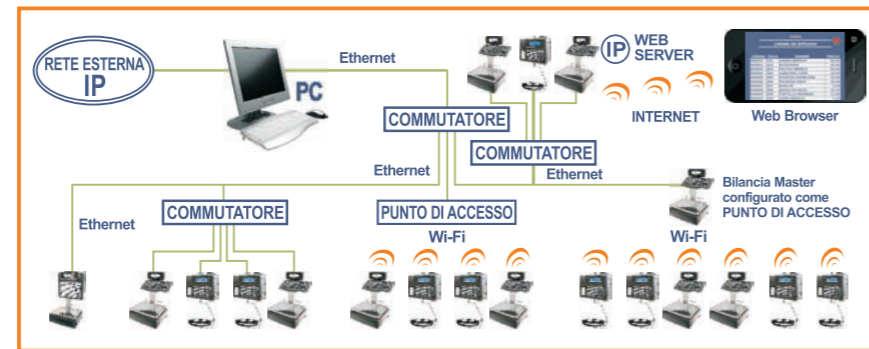 RETE ESTERNA
IP
PC
Ethernet
IP
WEB
SERVER
INTERNET
Web Browser
COMMUTATORE
COMMUTATORE
Ethernet
Ethernet
Ethernet
COMMUTATORE
PUNTO DI ACCESSO
Wi-Fi
Bilancia Master
configurato come
PUNTO DI ACCESSO
Wi-Fi